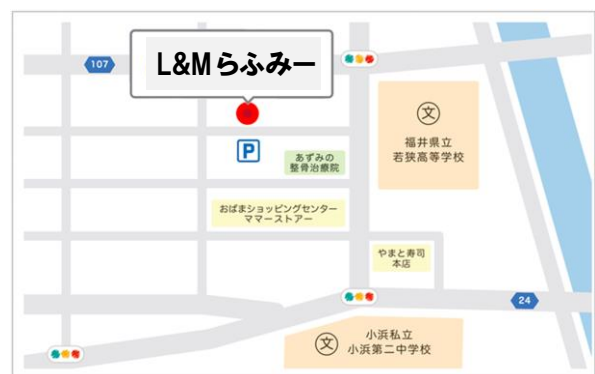 L&Mらふみー
107
文
福井県立
若狭高等学校
P
あずみの
整骨治療院
おばまショッピングセンター
ママーストアー
やまと寿司
本店
24
文
小浜私立
小浜第二中学校